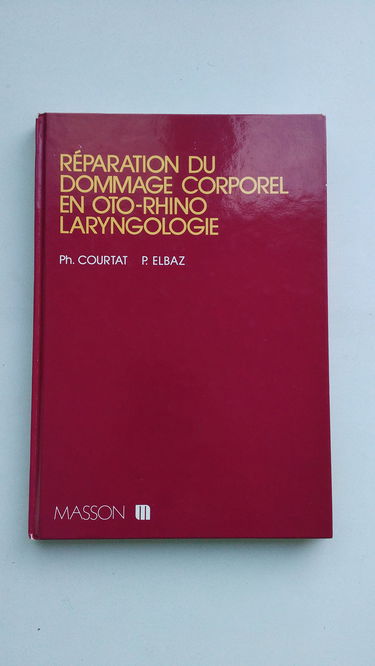 RÉPARATION DU
DOMMAGE CORPOREL
EN OTO-RHINO
LARYNGOLOGIE
Ph. COURTAT P. ELBAZ
MASSON m